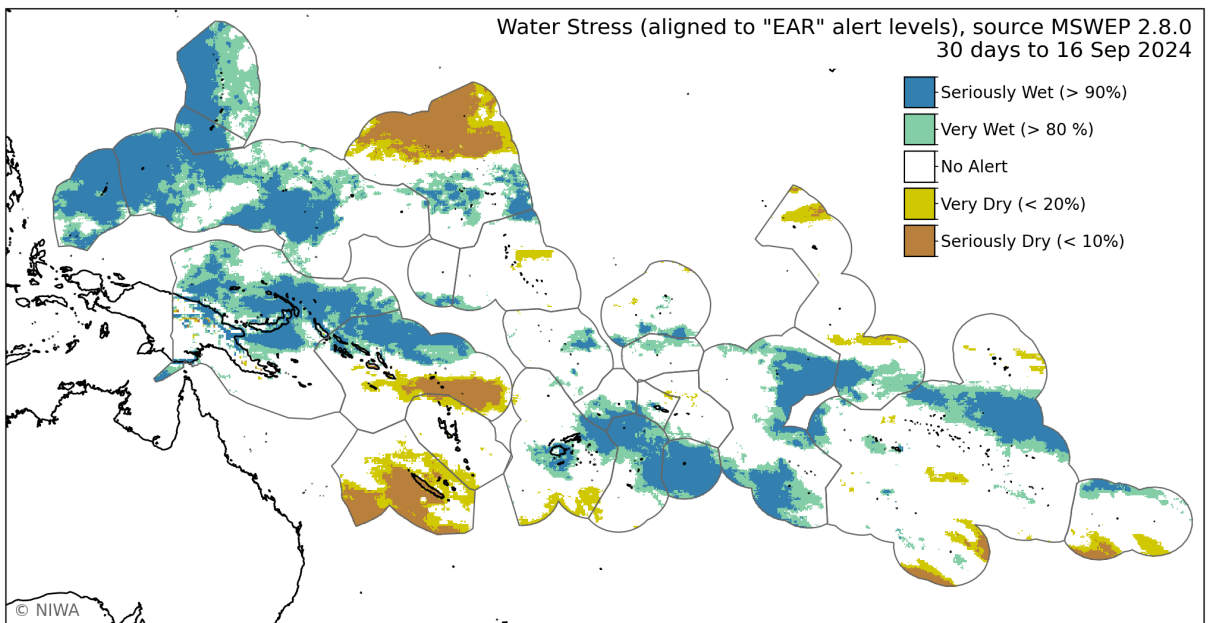 Water Stress (aligned to "EAR" alert levels), source MSWEP 2.8.0
30 days to 16 Sep 2024
Seriously Wet (> 90%)
Very Wet (> 80 %)
No Alert
Very Dry (< 20%)
Seriously Dry (< 10%)
© NIWA